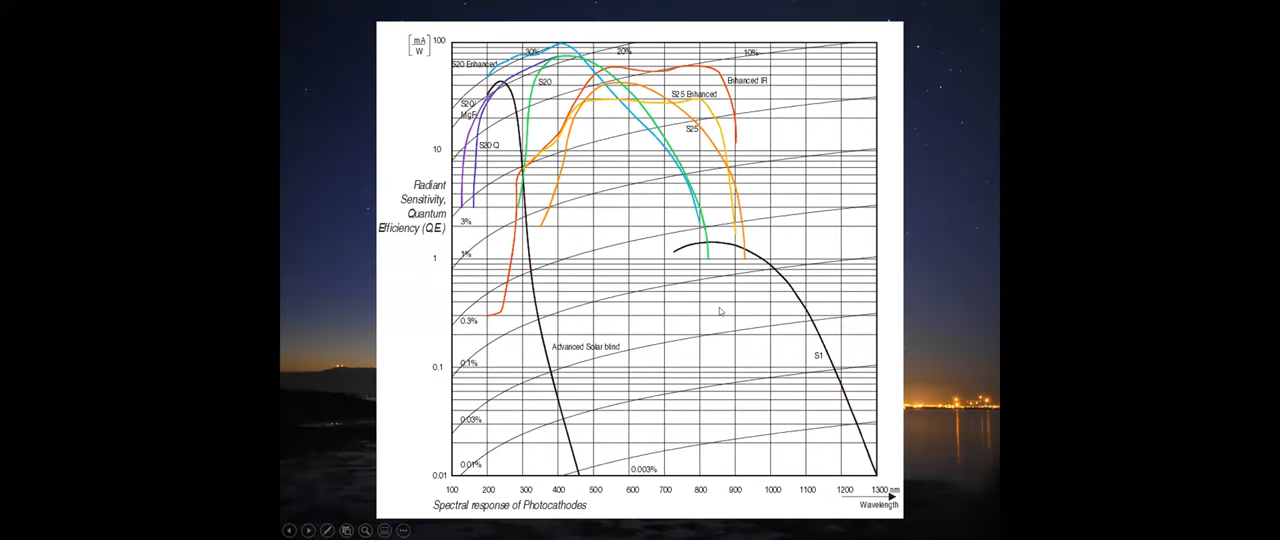 [mA/W]
100
30%
20%
10%
S20 Enhanced
Enhanced IR
S20
S25 Enhanced
S20
MgF₂
S25
S20 Q
10
Radiant
Sensitivity,
Quantum
Efficiency (Q.E.)
3%
1
1%
0.3%
Advanced Solar blind
S1
0.1
0.1%
0.03%
0.01%
0.003%
0.01
100 200 300 400 500 600 700 800 900 1000 1100 1200 1300 nm
Spectral response of Photocathodes
Wavelength